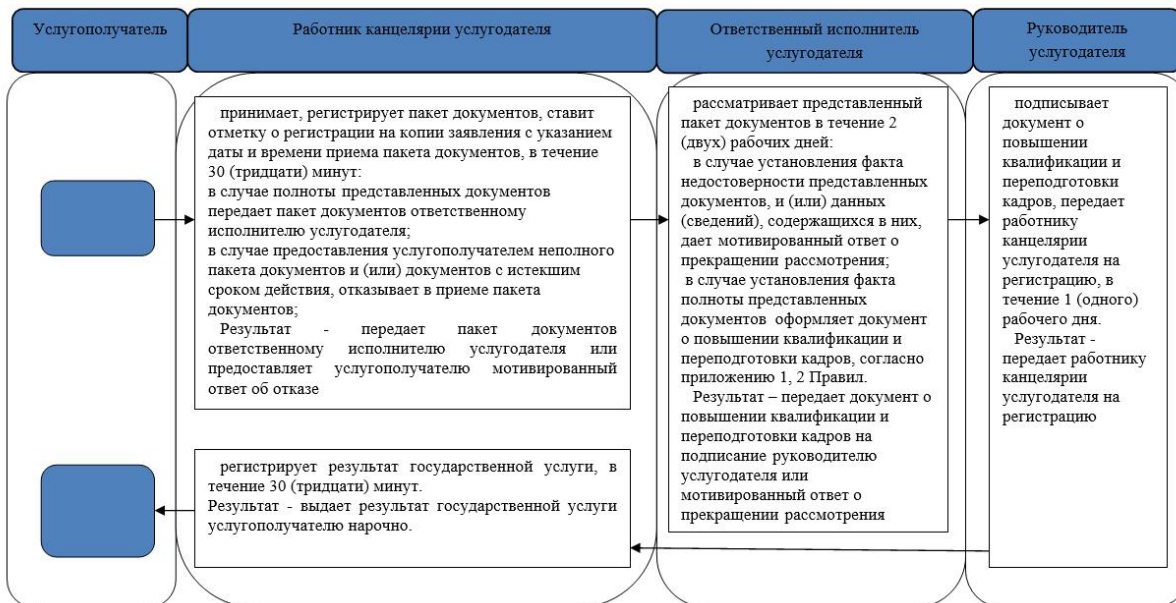 Услугополучатель
Работник канцелярии услугодателя
Ответственный исполнитель
услугодателя
Руководитель
услугодателя
принимает, регистрирует пакет документов, ставит
отметку о регистрации на копии заявления с указанием
даты и времени приема пакета документов, в течение
30 (тридцати) минут:
в случае полноты представленных документов
передает пакет документов ответственному
исполнителю услугодателя;
в случае предоставления услугополучателем неполного
пакета документов и (или) документов с истекшим
сроком действия, отказывает в приеме пакета
документов;
Результат - передает пакет документов
ответственному исполнителю услугодателя или
предоставляет услугополучателю мотивированный
ответ об отказе
регистрирует результат государственной услуги, в
течение 30 (тридцати) минут.
Результат - выдает результат государственной услуги
услугополучателю нарочно.
рассматривает представленный
пакет документов в течение 2
(двух) рабочих дней:
в случае установления факта
недостоверности представленных
документов, и (или) данных
(сведений), содержащихся в них,
дает мотивированный ответ о
прекращении рассмотрения;
в случае установления факта
полноты представленных
документов оформляет документ
о повышении квалификации и
переподготовки кадров, согласно
приложению 1, 2 Правил.
Результат – передает документ о
повышении квалификации и
переподготовки кадров на
подписание руководителю
услугодателя или
мотивированный ответ о
прекращении рассмотрения
подписывает
документ о
повышении
квалификации и
переподготовки
кадров, передает
работнику
канцелярии
услугодателя на
регистрацию, в
течение 1 (одного)
рабочего дня.
Результат -
передает работнику
канцелярии
услугодателя на
регистрацию